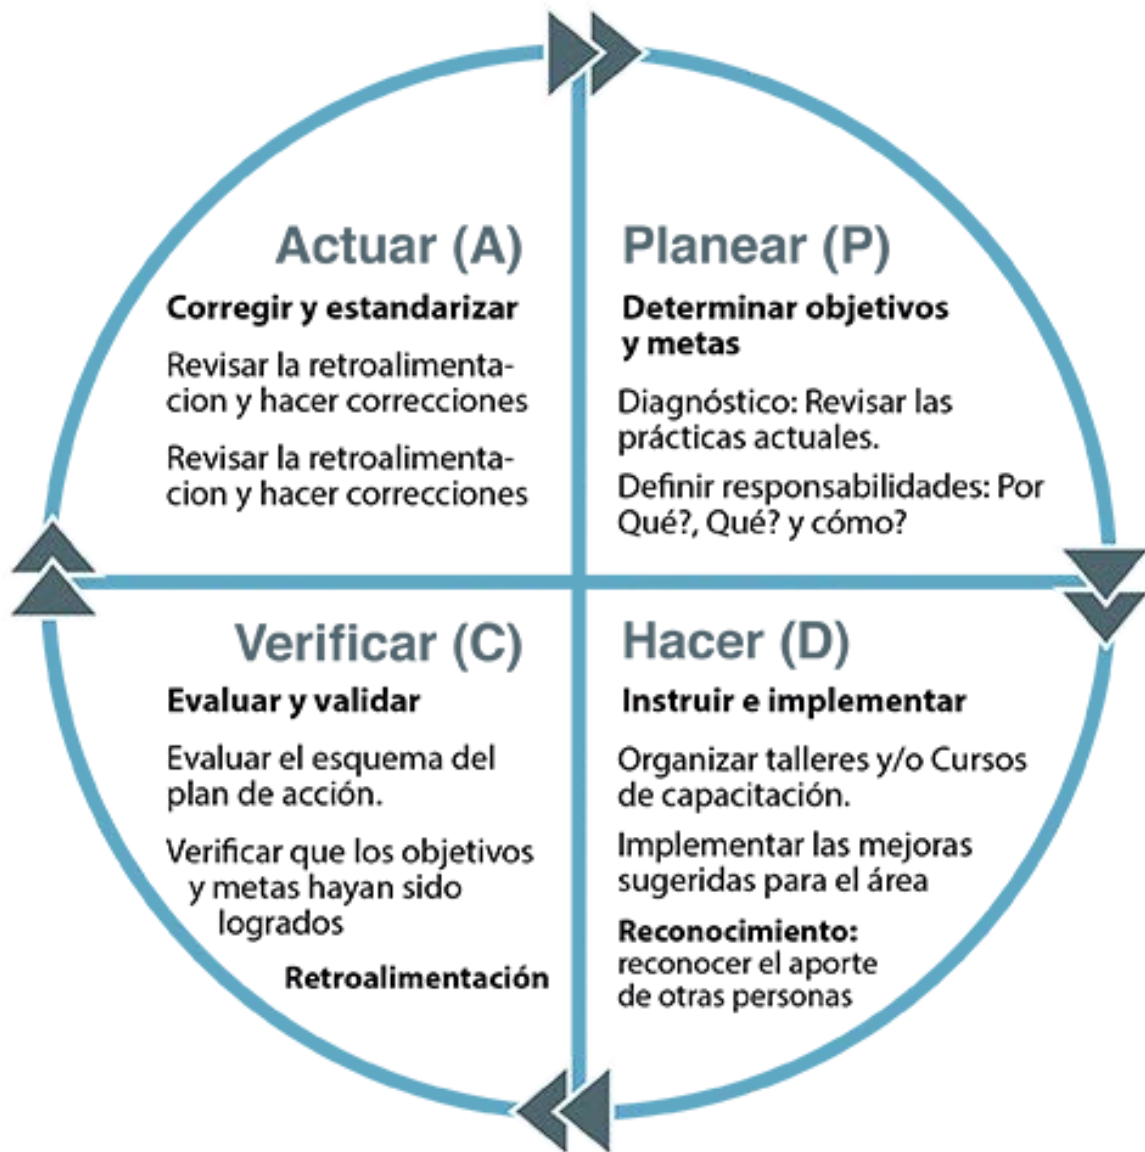 Actuar (A)
Corregir y estandarizar
Revisar la retroalimenta-
cion y hacer correcciones
Revisar la retroalimenta-
cion y hacer correcciones
Planear (P)
Determinar objetivos
y metas
Diagnóstico: Revisar las
prácticas actuales.
Definir responsabilidades: Por
Qué?, Qué? y cómo?
Verificar (C)
Evaluar y validar
Evaluar el esquema del
plan de acción.
Verificar que los objetivos
y metas hayan sido
logrados
Retroalimentación
Hacer (D)
Instruir e implementar
Organizar talleres y/o Cursos
de capacitación.
Implementar las mejoras
sugeridas para el área
Reconocimiento:
reconocer el aporte
de otras personas